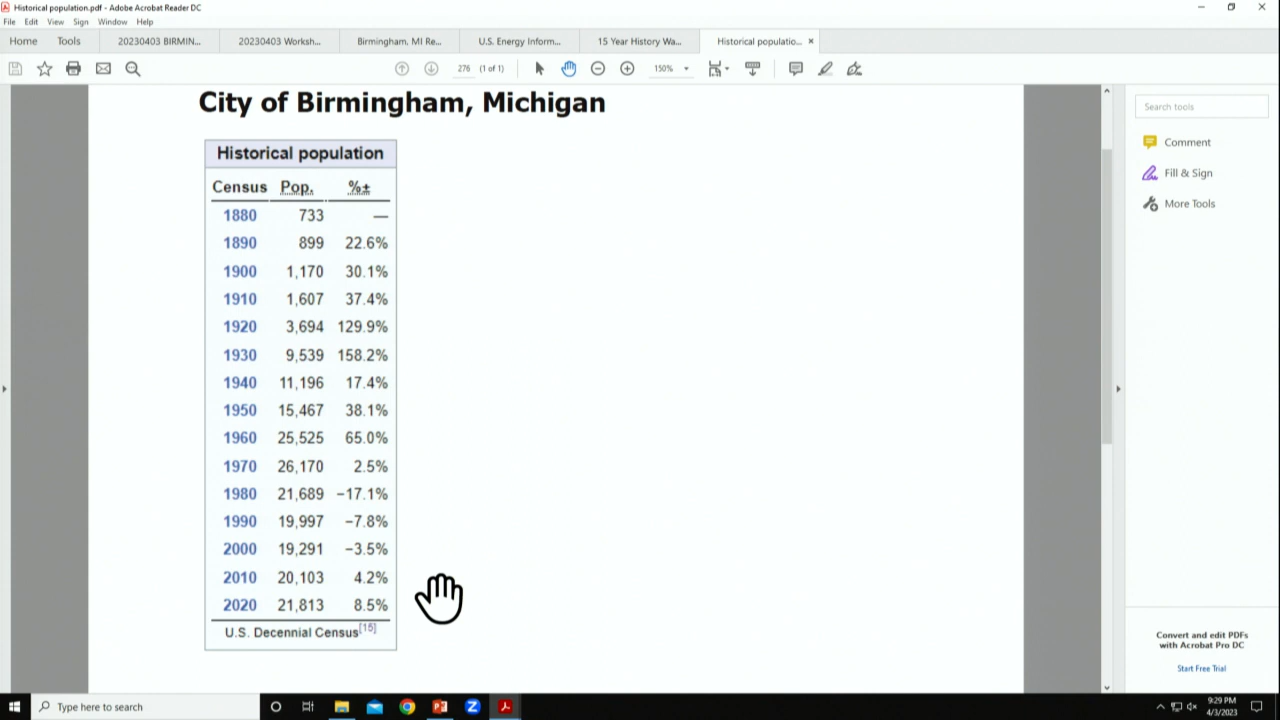 Historical population.pdf - Adobe Acrobat Reader DC
File Edit View Sign Window Help
Home Tools 20230403 BIRMIN... 20230403 Worksh... Birmingham, MI Re... U.S. Energy Inform... 15 Year History Wa... Historical populatio... ×
276 (1 of 1) 150%
City of Birmingham, Michigan
Historical population
Census Pop. %±
1880 733 —
1890 899 22.6%
1900 1,170 30.1%
1910 1,607 37.4%
1920 3,694 129.9%
1930 9,539 158.2%
1940 11,196 17.4%
1950 15,467 38.1%
1960 25,525 65.0%
1970 26,170 2.5%
1980 21,689 −17.1%
1990 19,997 −7.8%
2000 19,291 −3.5%
2010 20,103 4.2%
2020 21,813 8.5%
U.S. Decennial Census[15]
Search tools
Comment
Fill & Sign
More Tools
Convert and edit PDFs
with Acrobat Pro DC
Start Free Trial
Type here to search
9:29 PM
4/3/2023